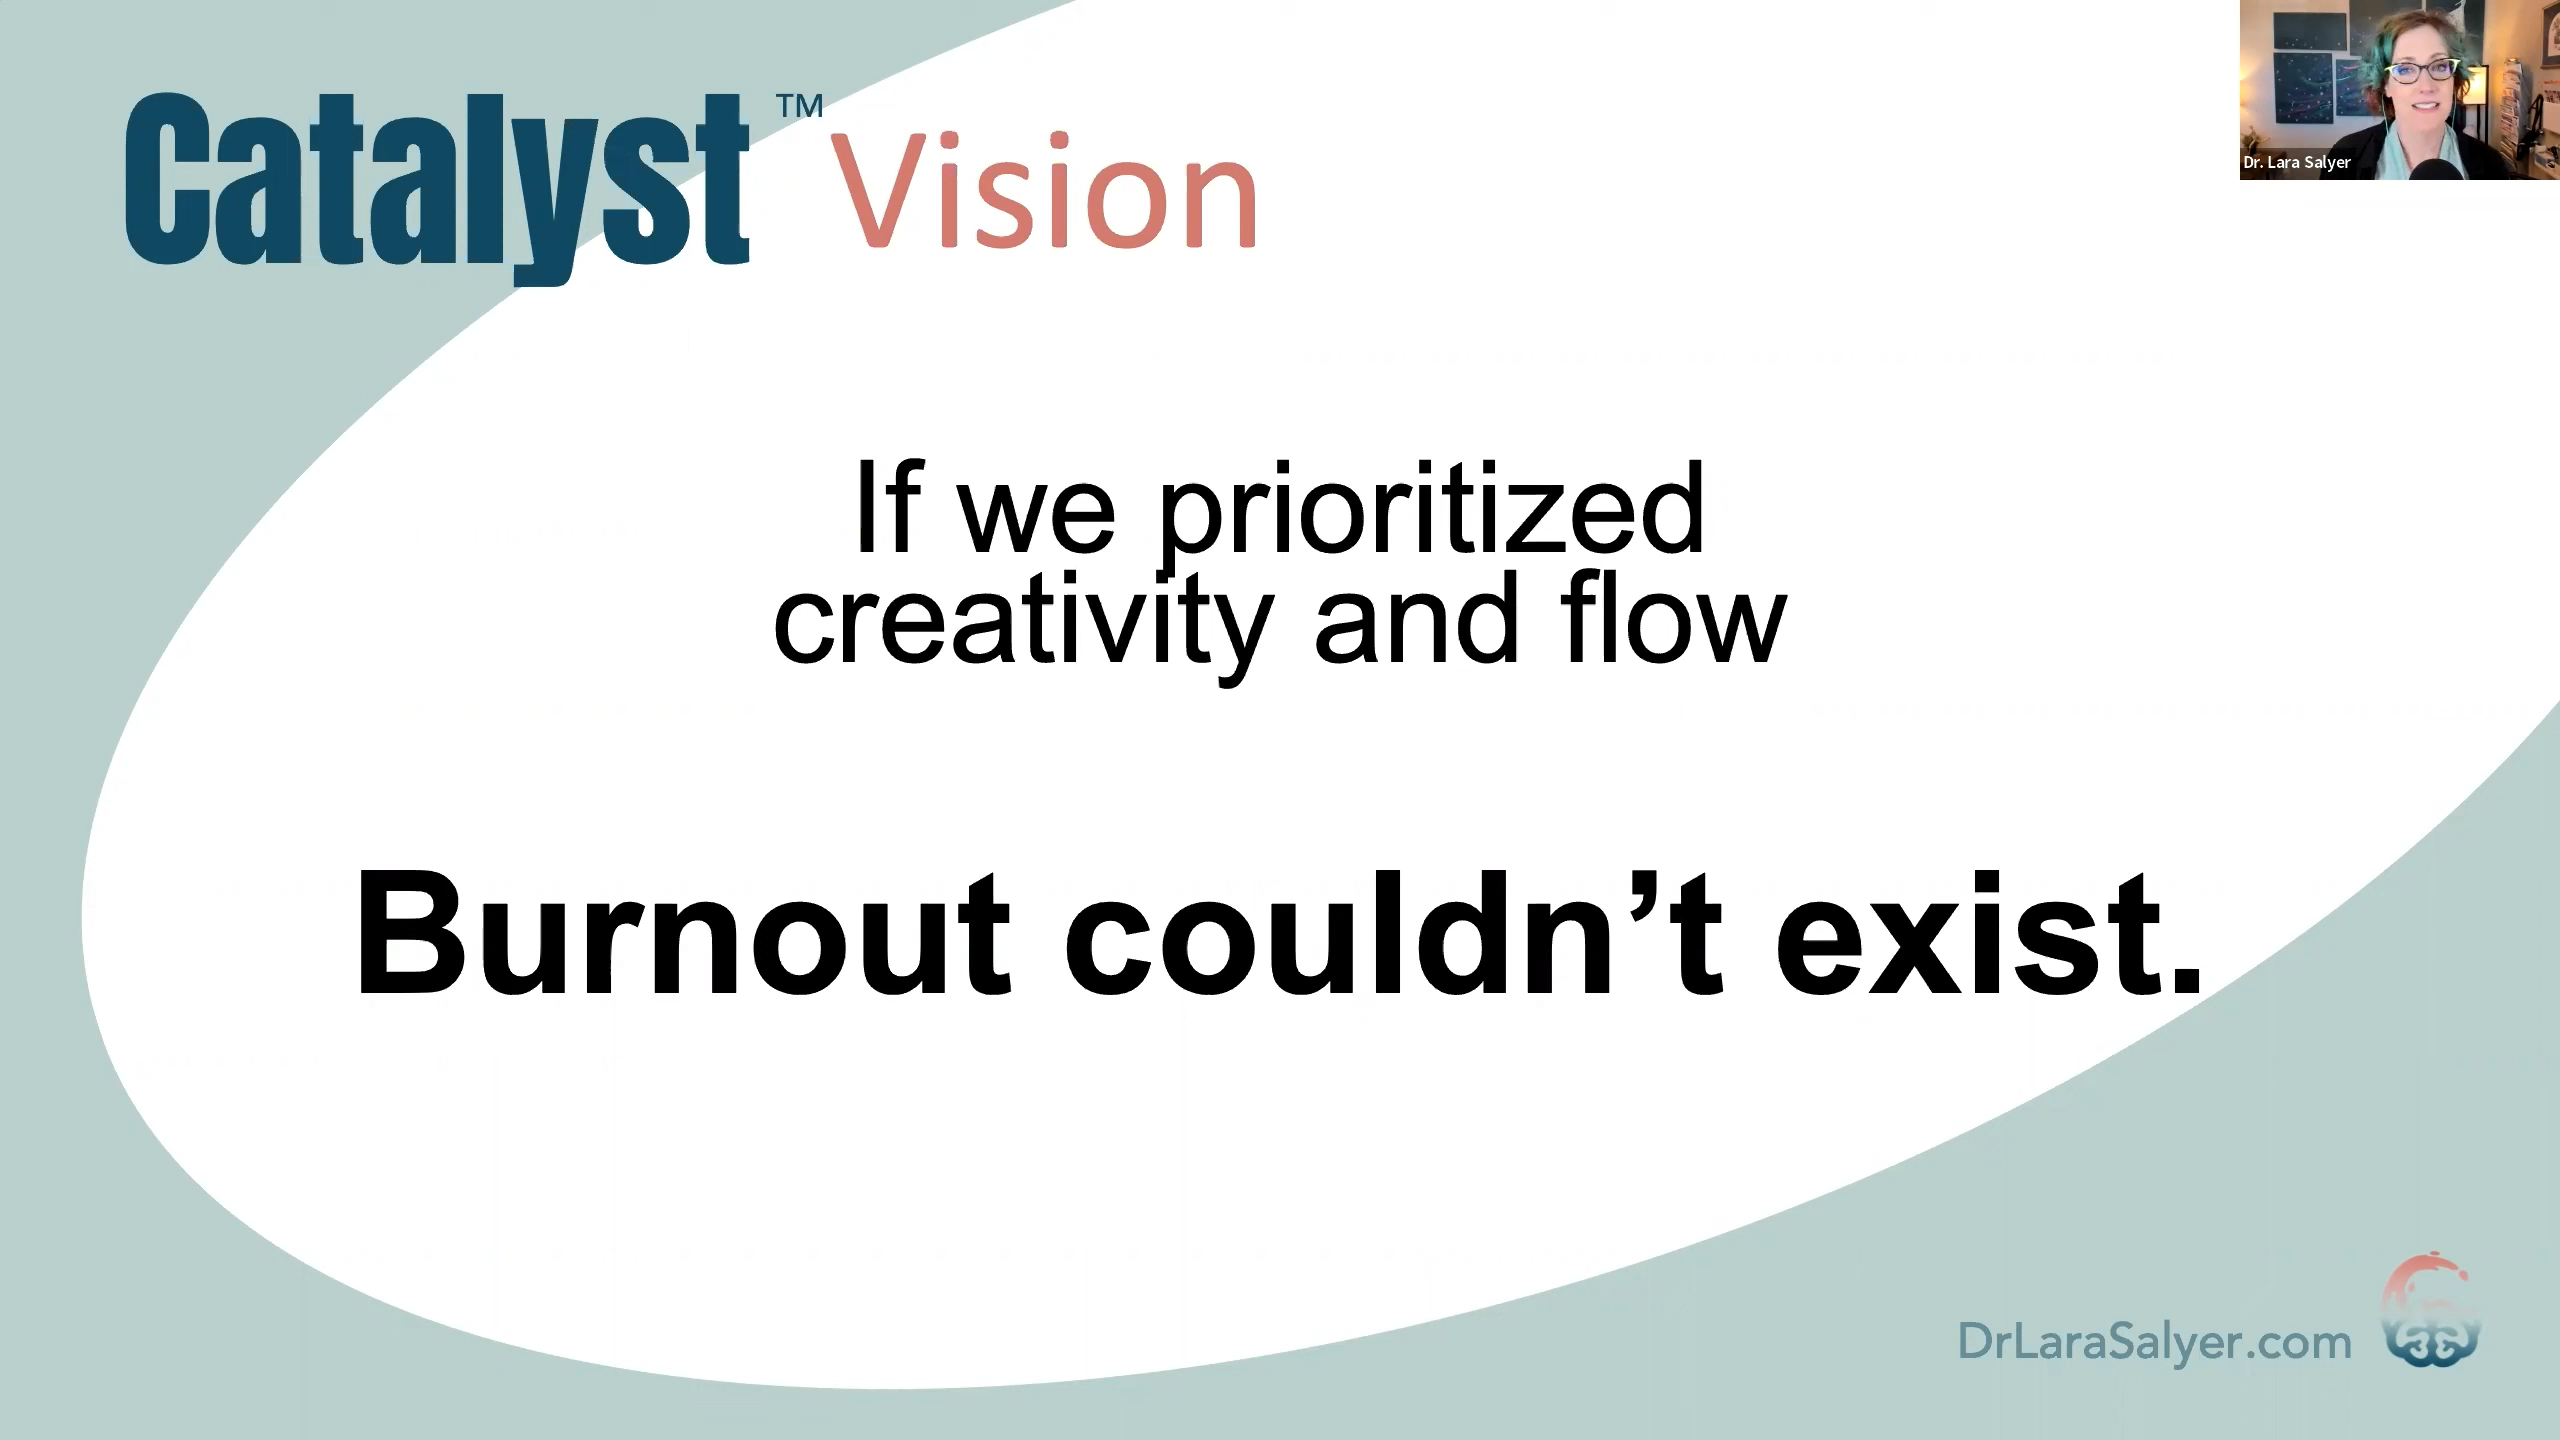 Catalyst™ Vision
Dr. Lara Salyer
If we prioritized
creativity and flow
Burnout couldn’t exist.
DrLaraSalyer.com